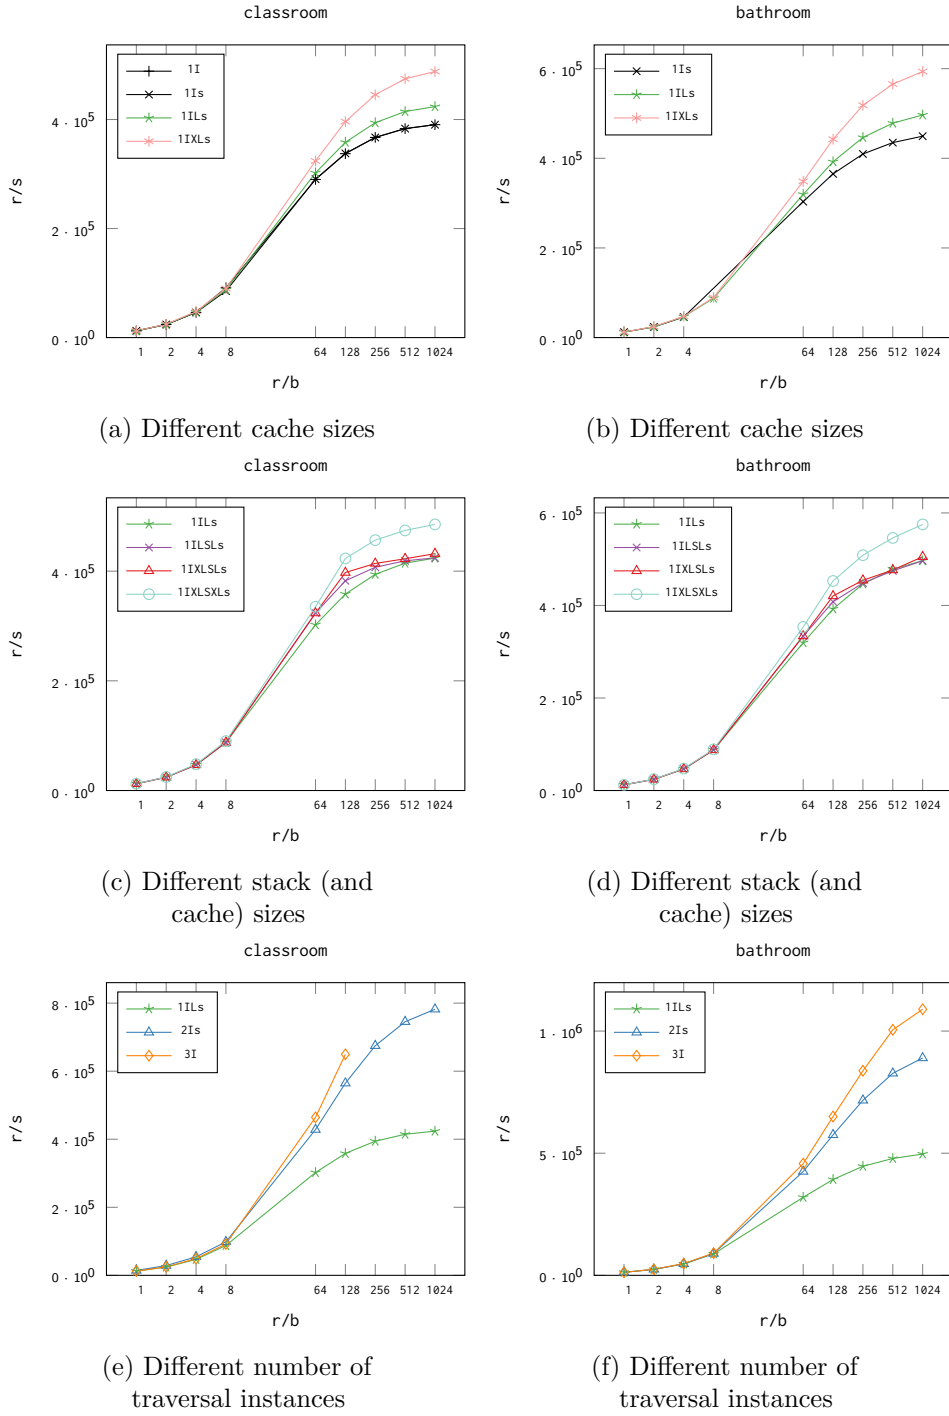 classroom
1I
1Is
1ILs
1IXLs
r/s
4 · 10^5
2 · 10^5
0 · 10^0
1 2 4 8 64 128 256 512 1024
r/b
(a) Different cache sizes
bathroom
1Is
1ILs
1IXLs
r/s
6 · 10^5
4 · 10^5
2 · 10^5
0 · 10^0
1 2 4 64 128 256 512 1024
r/b
(b) Different cache sizes
classroom
1ILs
1ILSLs
1IXLSLs
1IXLSXLs
r/s
4 · 10^5
2 · 10^5
0 · 10^0
1 2 4 8 64 128 256 512 1024
r/b
(c) Different stack (and
cache) sizes
bathroom
1ILs
1ILSLs
1IXLSLs
1IXLSXLs
r/s
6 · 10^5
4 · 10^5
2 · 10^5
0 · 10^0
1 2 4 8 64 128 256 512 1024
r/b
(d) Different stack (and
cache) sizes
classroom
1ILs
2Is
3I
r/s
8 · 10^5
6 · 10^5
4 · 10^5
2 · 10^5
0 · 10^0
1 2 4 8 64 128 256 512 1024
r/b
(e) Different number of
traversal instances
bathroom
1ILs
2Is
3I
r/s
1 · 10^6
5 · 10^5
0 · 10^0
1 2 4 8 64 128 256 512 1024
r/b
(f) Different number of
traversal instances